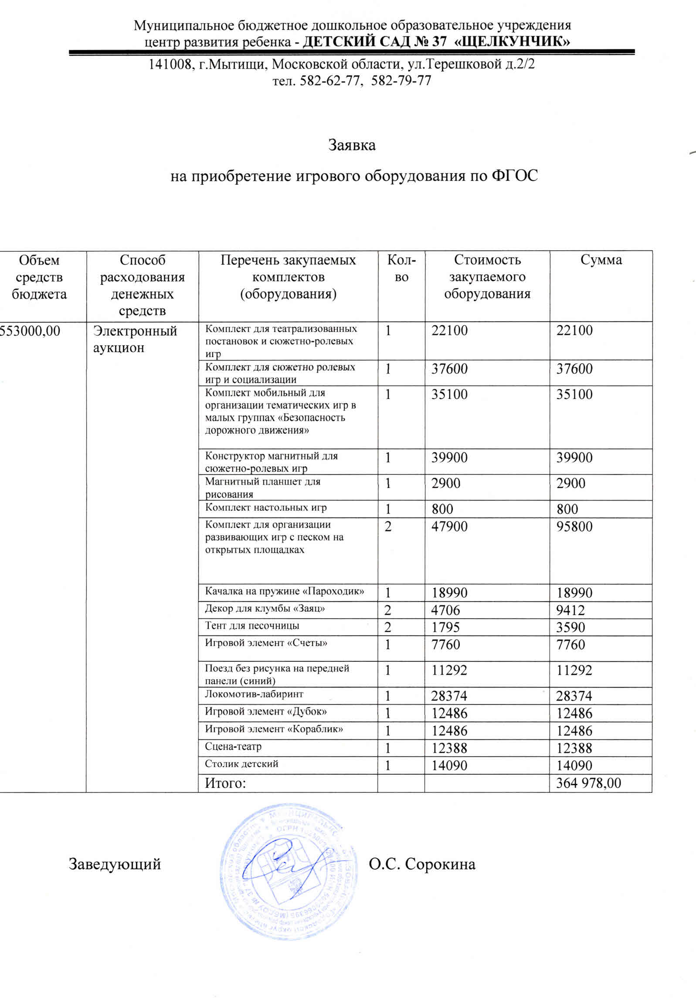 Муниципальное бюджетное дошкольное образовательное учреждения
центр развития ребенка - ДЕТСКИЙ САД № 37 «ЩЕЛКУНЧИК»
141008, г.Мытищи, Московской области, ул.Терешковой д.2/2
тел. 582-62-77, 582-79-77
Заявка
на приобретение игрового оборудования по ФГОС
Объем средств бюджета
Способ расходования денежных средств
Перечень закупаемых комплектов (оборудования)
Кол-во
Стоимость закупаемого оборудования
Сумма
553000,00
Электронный
аукцион
Комплект для театрализованных
постановок и сюжетно-ролевых
игр
1 22100 22100
Комплект для сюжетно ролевых
игр и социализации
1 37600 37600
Комплект мобильный для
организации тематических игр в
малых группах «Безопасность
дорожного движения»
1 35100 35100
Конструктор магнитный для
сюжетно-ролевых игр
1 39900 39900
Магнитный планшет для
рисования
1 2900 2900
Комплект настольных игр 1 800 800
Комплект для организации
развивающих игр с песком на
открытых площадках
2 47900 95800
Качалка на пружине «Пароходик» 1 18990 18990
Декор для клумбы «Заяц» 2 4706 9412
Тент для песочницы 2 1795 3590
Игровой элемент «Счеты» 1 7760 7760
Поезд без рисунка на передней
панели (синий)
1 11292 11292
Локомотив-лабиринт 1 28374 28374
Игровой элемент «Дубок» 1 12486 12486
Игровой элемент «Кораблик» 1 12486 12486
Сцена-театр 1 12388 12388
Столик детский 1 14090 14090
Итого: 364 978,00
Заведующий О.С. Сорокина